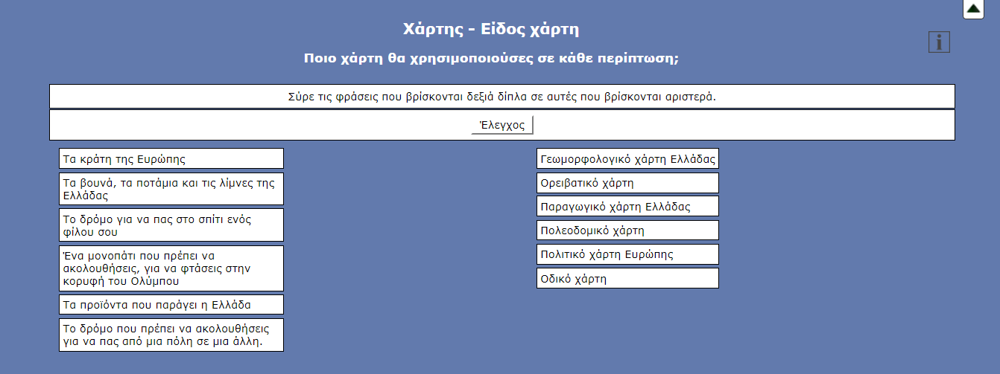 Χάρτης - Είδος χάρτη
i
Ποιο χάρτη θα χρησιμοποιούσες σε κάθε περίπτωση;
Σύρε τις φράσεις που βρίσκονται δεξιά δίπλα σε αυτές που βρίσκονται αριστερά.
Έλεγχος
Τα κράτη της Ευρώπης
Τα βουνά, τα ποτάμια και τις λίμνες της
Ελλάδας
Το δρόμο για να πας στο σπίτι ενός
φίλου σου
Ένα μονοπάτι που πρέπει να
ακολουθήσεις, για να φτάσεις στην
κορυφή του Ολύμπου
Τα προϊόντα που παράγει η Ελλάδα
Το δρόμο που πρέπει να ακολουθήσεις
για να πας από μια πόλη σε μια άλλη.
Γεωμορφολογικό χάρτη Ελλάδας
Ορειβατικό χάρτη
Παραγωγικό χάρτη Ελλάδας
Πολεοδομικό χάρτη
Πολιτικό χάρτη Ευρώπης
Οδικό χάρτη